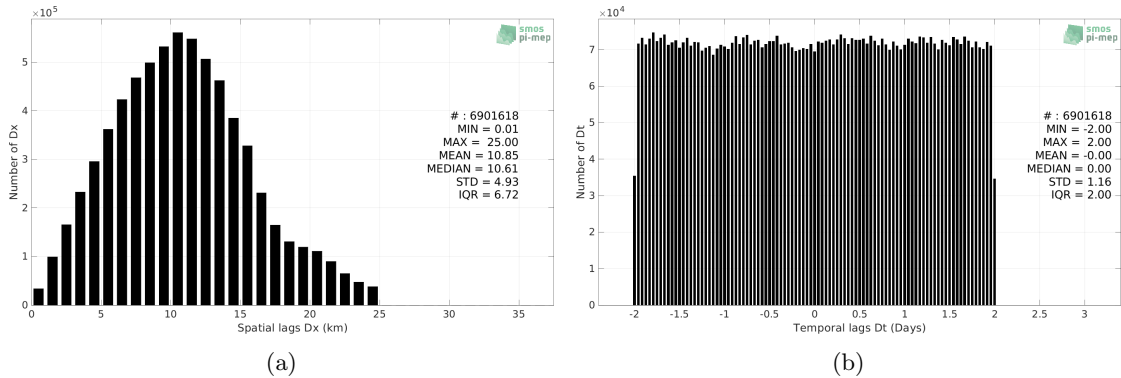 ×10⁵
5
4
3
2
1
0
Number of Dx
0 5 10 15 20 25 30 35
Spatial lags Dx (km)
smos
pi-mep
# : 6901618
MIN = 0.01
MAX = 25.00
MEAN = 10.85
MEDIAN = 10.61
STD = 4.93
IQR = 6.72
(a)
×10⁴
7
6
5
4
3
2
1
0
Number of Dt
-2 -1.5 -1 -0.5 0 0.5 1 1.5 2 2.5 3
Temporal lags Dt (Days)
smos
pi-mep
# : 6901618
MIN = -2.00
MAX = 2.00
MEAN = -0.00
MEDIAN = 0.00
STD = 1.16
IQR = 2.00
(b)